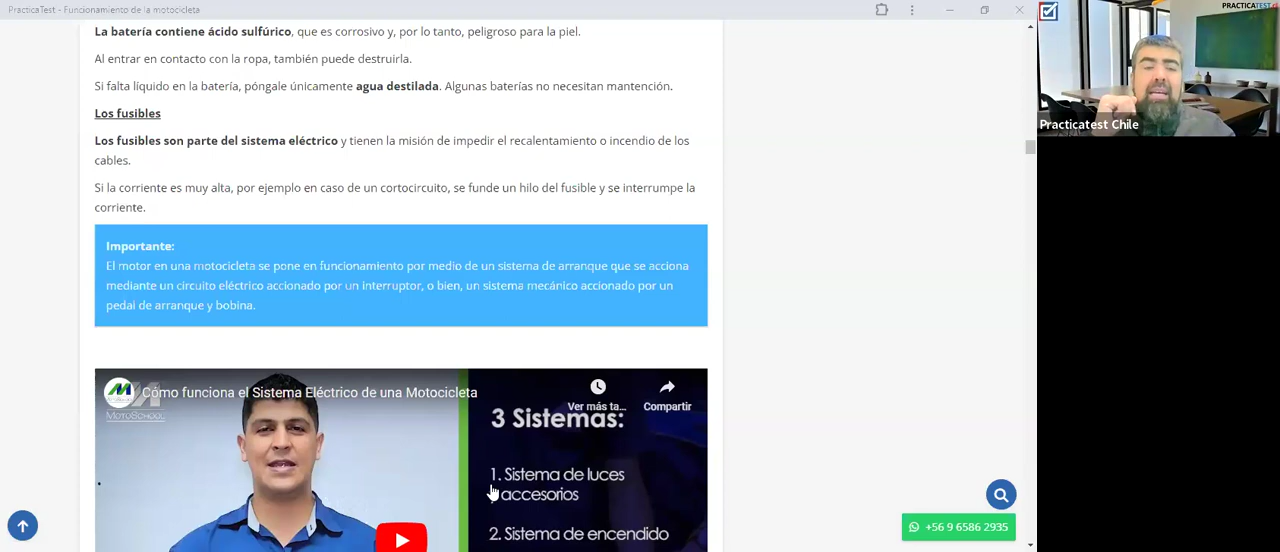 PracticaTest - Funcionamiento de la motocicleta
La batería contiene ácido sulfúrico, que es corrosivo y, por lo tanto, peligroso para la piel.
Al entrar en contacto con la ropa, también puede destruirla.
Si falta líquido en la batería, póngale únicamente agua destilada. Algunas baterías no necesitan mantención.
Los fusibles
Los fusibles son parte del sistema eléctrico y tienen la misión de impedir el recalentamiento o incendio de los
cables.
Si la corriente es muy alta, por ejemplo en caso de un cortocircuito, se funde un hilo del fusible y se interrumpe la
corriente.
Importante:
El motor en una motocicleta se pone en funcionamiento por medio de un sistema de arranque que se acciona
mediante un circuito eléctrico accionado por un interruptor, o bien, un sistema mecánico accionado por un
pedal de arranque y bobina.
Cómo funciona el Sistema Eléctrico de una Motocicleta
MOTOSCHOOL
Ver más ta...
Compartir
3 Sistemas:
1. Sistema de luces
accesorios
2. Sistema de encendido
+56 9 6586 2935
PRACTICATEST
Practicatest Chile